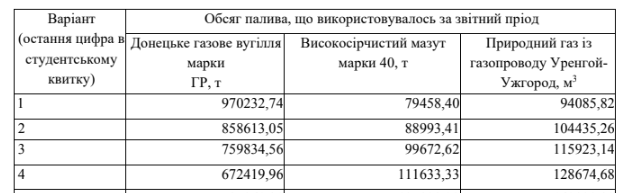 Варіант
(остання цифра в
студентському
квитку)
Обсяг палива, що використовувалось за звітний пріод
Донецьке газове вугілля
марки
ГР, т
Високосірчистий мазут
марки 40, т
Природний газ із
газопроводу Уренгой-
Ужгород, м³
1 970232,74 79458,40 94085,82
2 858613,05 88993,41 104435,26
3 759834,56 99672,62 115923,14
4 672419,96 111633,33 128674,68